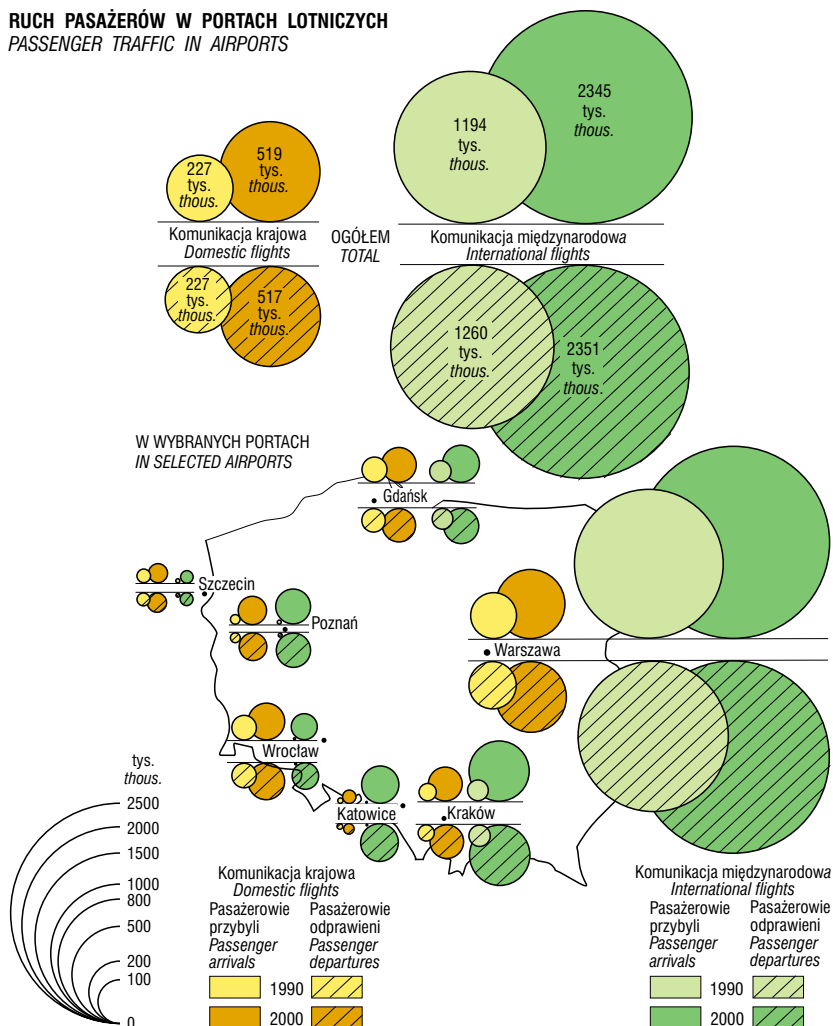 RUCH PASAŻERÓW W PORTACH LOTNICZYCH
PASSENGER TRAFFIC IN AIRPORTS
227
tys.
thous.
519
tys.
thous.
1194
tys.
thous.
2345
tys.
thous.
Komunikacja krajowa
Domestic flights
OGÓŁEM
TOTAL
Komunikacja międzynarodowa
International flights
227
tys.
thous.
517
tys.
thous.
1260
tys.
thous.
2351
tys.
thous.
W WYBRANYCH PORTACH
IN SELECTED AIRPORTS
Gdańsk
Szczecin
Poznań
Warszawa
Wrocław
Katowice
Kraków
tys.
thous.
2500
2000
1500
1000
800
500
200
100
0
Komunikacja krajowa
Domestic flights
Pasażerowie
przybyli
Passenger
arrivals
Pasażerowie
odprawieni
Passenger
departures
1990
2000
Komunikacja międzynarodowa
International flights
Pasażerowie
przybyli
Passenger
arrivals
Pasażerowie
odprawieni
Passenger
departures
1990
2000